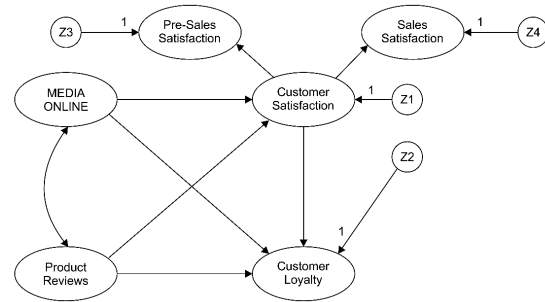 Z3
1
Pre-Sales
Satisfaction
Sales
Satisfaction
1
Z4
MEDIA
ONLINE
Customer
Satisfaction
1
Z1
Z2
1
Product
Reviews
Customer
Loyalty